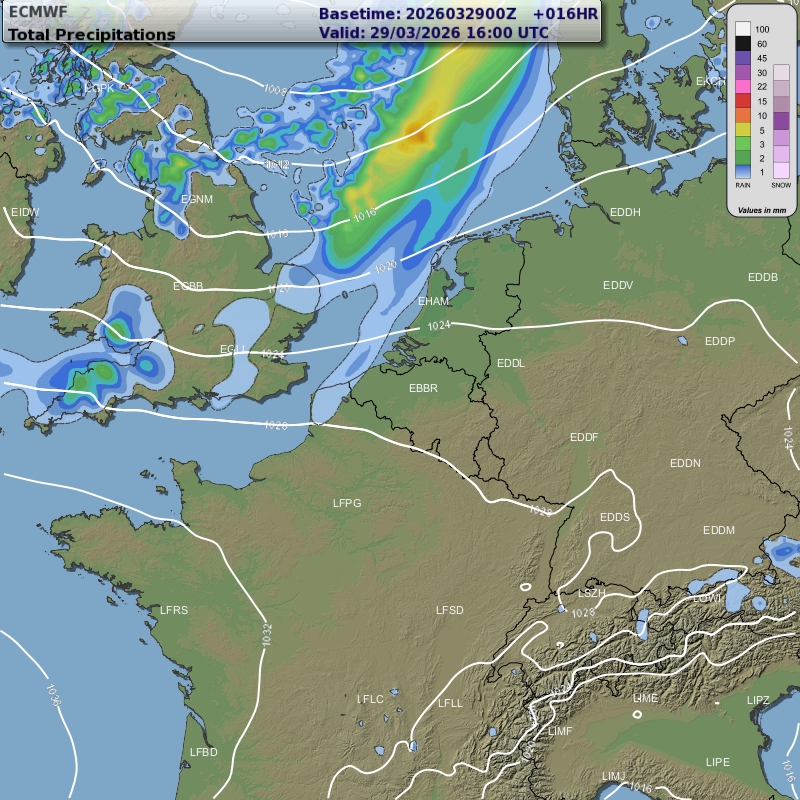 ECMWF
Basetime: 2026032900Z +016HR
Total Precipitations
Valid: 29/03/2026 16:00 UTC
100
60
45
30
22
15
10
5
3
2
1
RAIN SNOW
Values in mm
1008
EGPK
1012
EGNM
EIDW
1016
1016
EDDH
1020
EGBB
1020
EHAM
EDDV
EDDB
1024
EGLL
1024
EDDP
EDDL
EBBR
1028
EDDF
1024
EDDN
LFPG
1028
EDDS
EDDM
LFRS
LFSD
LSZH
LOWI
1028
1032
1036
LFLC
LFLL
LIME
LIPZ
LIMF
LFBD
LIPE
LIMJ
1016
1016